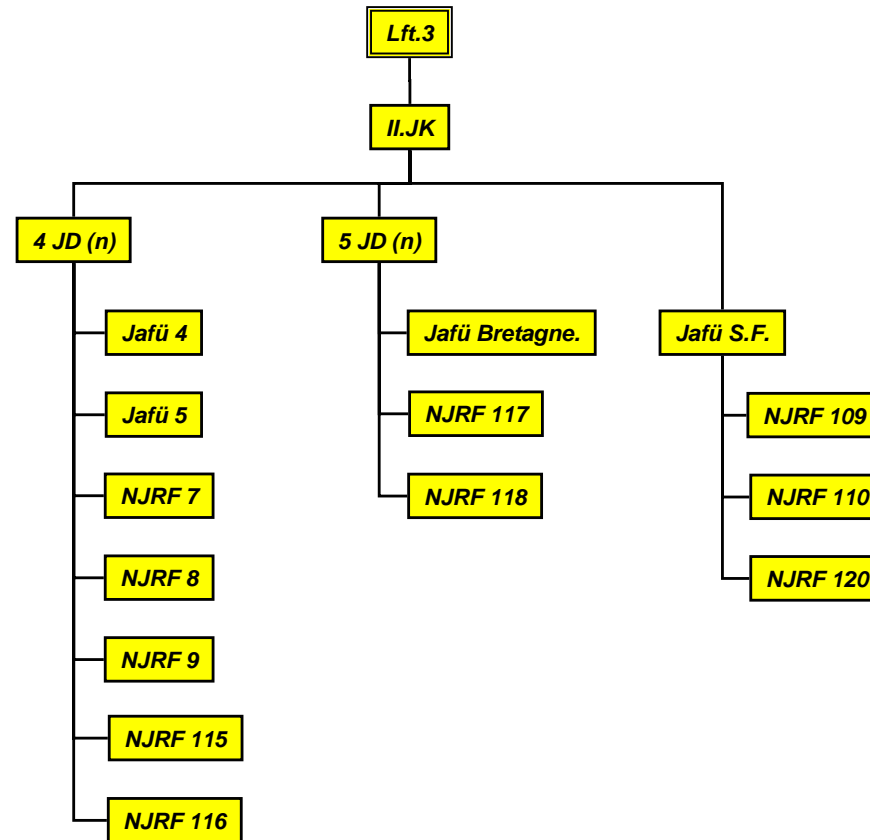 Lft.3
II.JK
4 JD (n)
5 JD (n)
Jafü 4
Jafü Bretagne.
Jafü S.F.
Jafü 5
NJRF 117
NJRF 109
NJRF 7
NJRF 118
NJRF 110
NJRF 8
NJRF 120
NJRF 9
NJRF 115
NJRF 116